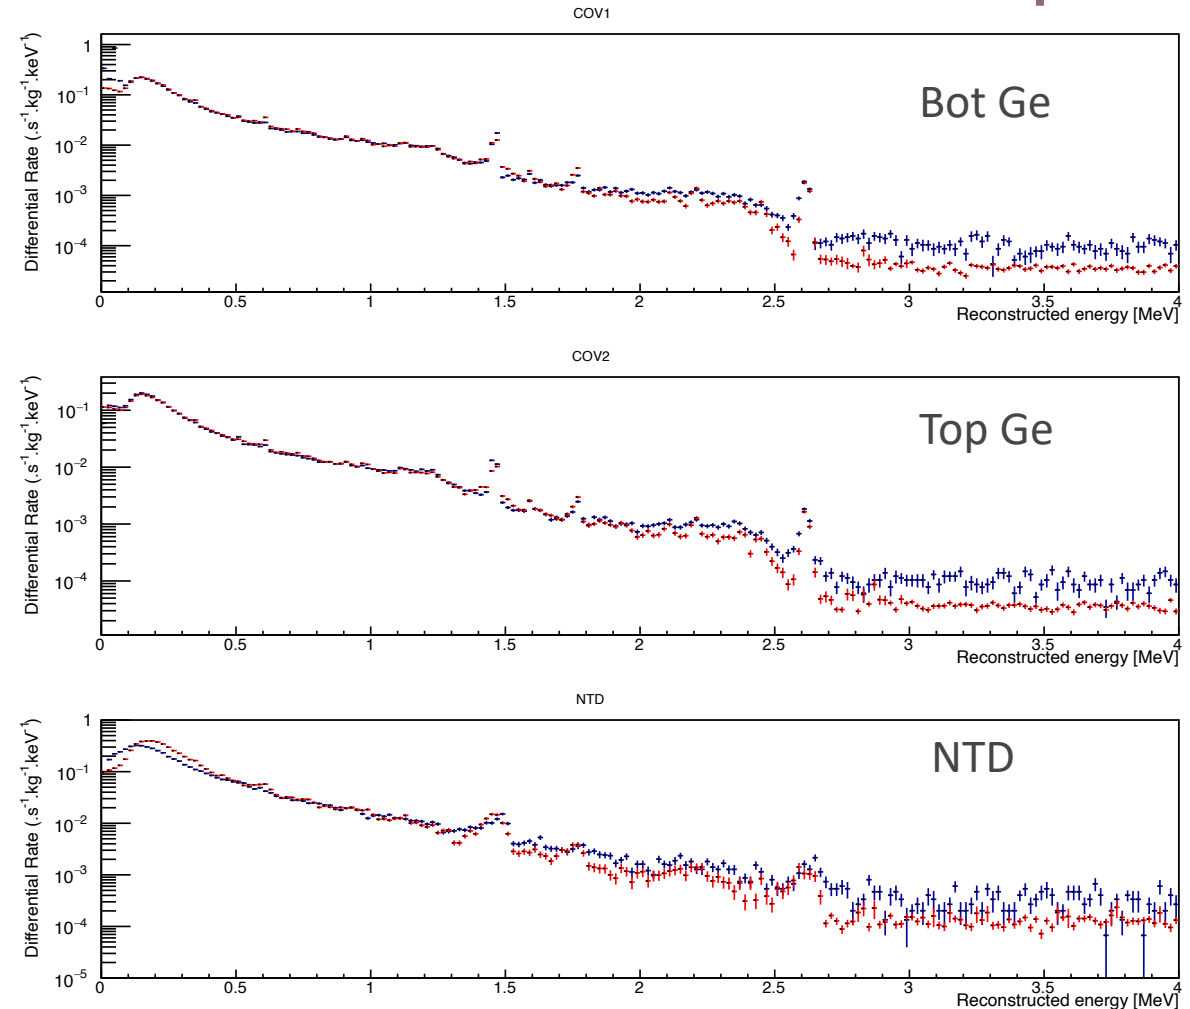 COV1
Differential Rate (.s⁻¹.kg⁻¹.keV⁻¹)
1
10⁻¹
10⁻²
10⁻³
10⁻⁴
Bot Ge
0 0.5 1 1.5 2 2.5 3 3.5 4
Reconstructed energy [MeV]
COV2
Differential Rate (.s⁻¹.kg⁻¹.keV⁻¹)
10⁻¹
10⁻²
10⁻³
10⁻⁴
Top Ge
0 0.5 1 1.5 2 2.5 3 3.5 4
Reconstructed energy [MeV]
NTD
Differential Rate (.s⁻¹.kg⁻¹.keV⁻¹)
1
10⁻¹
10⁻²
10⁻³
10⁻⁴
10⁻⁵
NTD
0 0.5 1 1.5 2 2.5 3 3.5 4
Reconstructed energy [MeV]